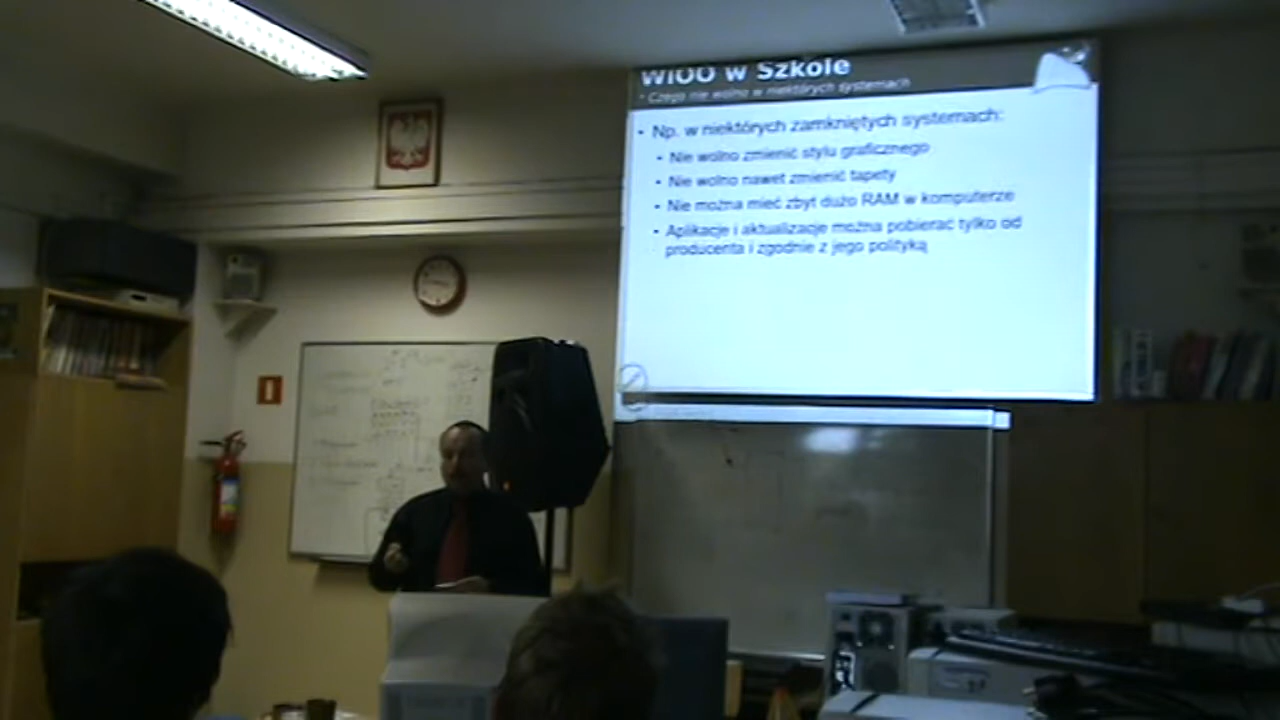 WIOO w Szkole
• Czego nie wolno w niektórych systemach
• Np. w niektórych zamkniętych systemach:
• Nie wolno zmienić stylu graficznego
• Nie wolno nawet zmienić tapety
• Nie można mieć zbyt dużo RAM w komputerze
• Aplikacje i aktualizacje można pobierać tylko od
producenta i zgodnie z jego polityką